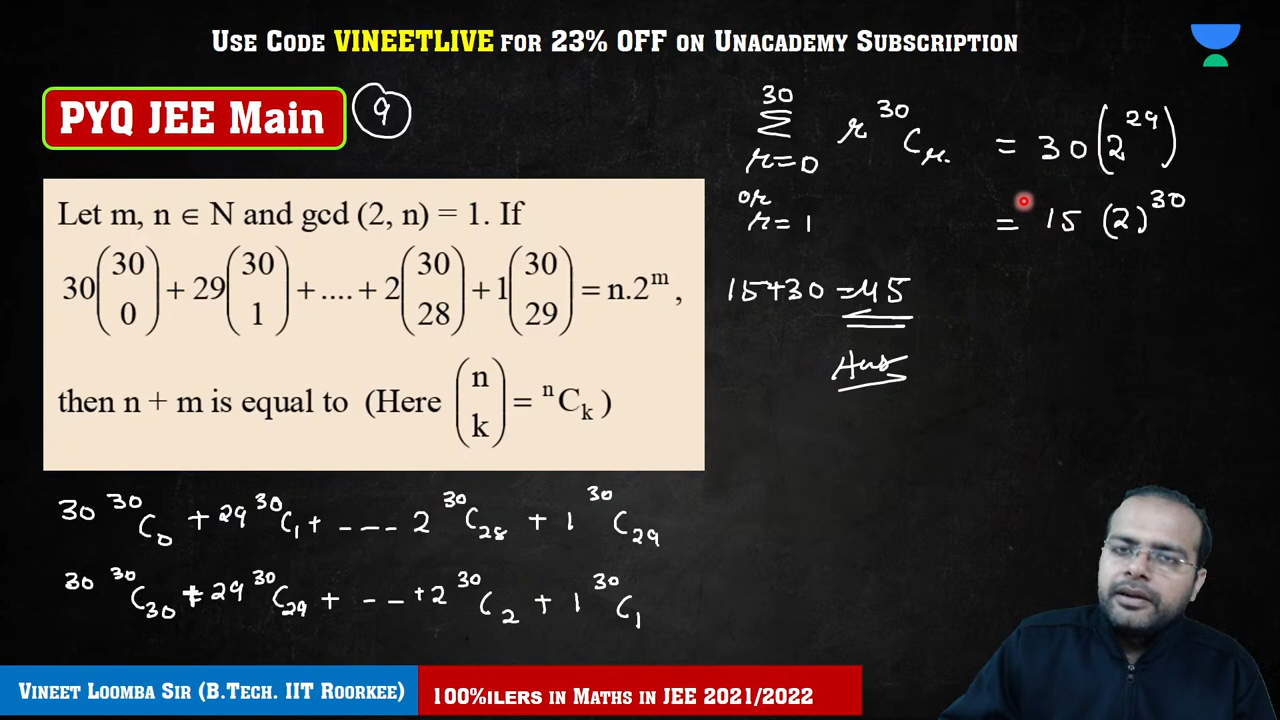 USE CODE VINEETLIVE FOR 23% OFF ON UNACADEMY SUBSCRIPTION
PYQ JEE MAIN
9
Let m, n ∈ N and gcd (2, n) = 1. If
30(30 0) + 29(30 1) + .... + 2(30 28) + 1(30 29) = n.2^m ,
then n + m is equal to (Here (n k) = ⁿCₖ )
30 ³⁰C₀ + 29 ³⁰C₁ + - - - 2 ³⁰C₂₈ + 1 ³⁰C₂₉
30 ³⁰C₃₀ + 29 ³⁰C₂₉ + - - + 2 ³⁰C₂ + 1 ³⁰C₁
30
Σ r ³⁰Cᵣ. = 30(2²⁹)
r=0
or
r=1 = 15 (2)³⁰
15+30 = 45
Ans
VINEET LOOMBA SIR (B.TECH. IIT ROORKEE)
100%ILERS IN MATHS IN JEE 2021/2022